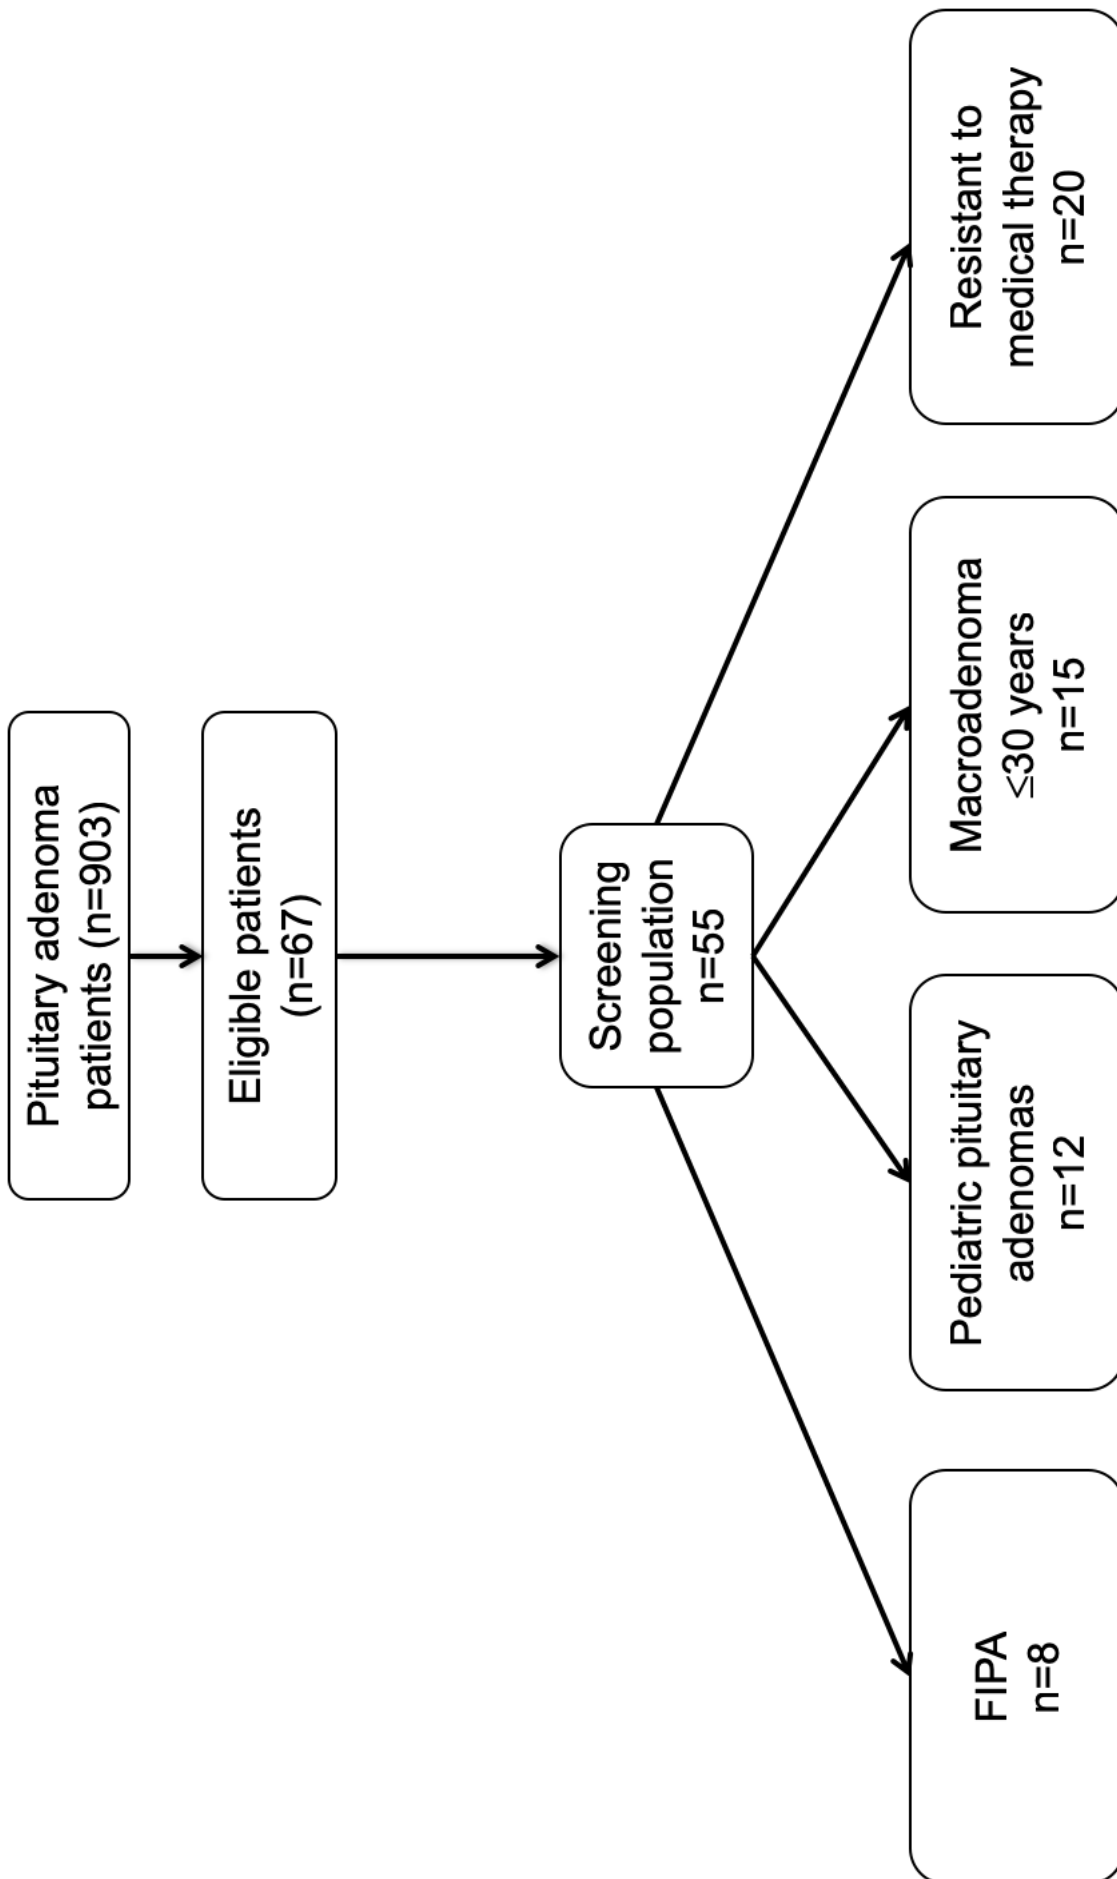 Pituitary adenoma
patients (n=903)
Eligible patients
(n=67)
Screening
population
n=55
FIPA
n=8
Pediatric pituitary
adenomas
n=12
Macroadenoma
≤30 years
n=15
Resistant to
medical therapy
n=20